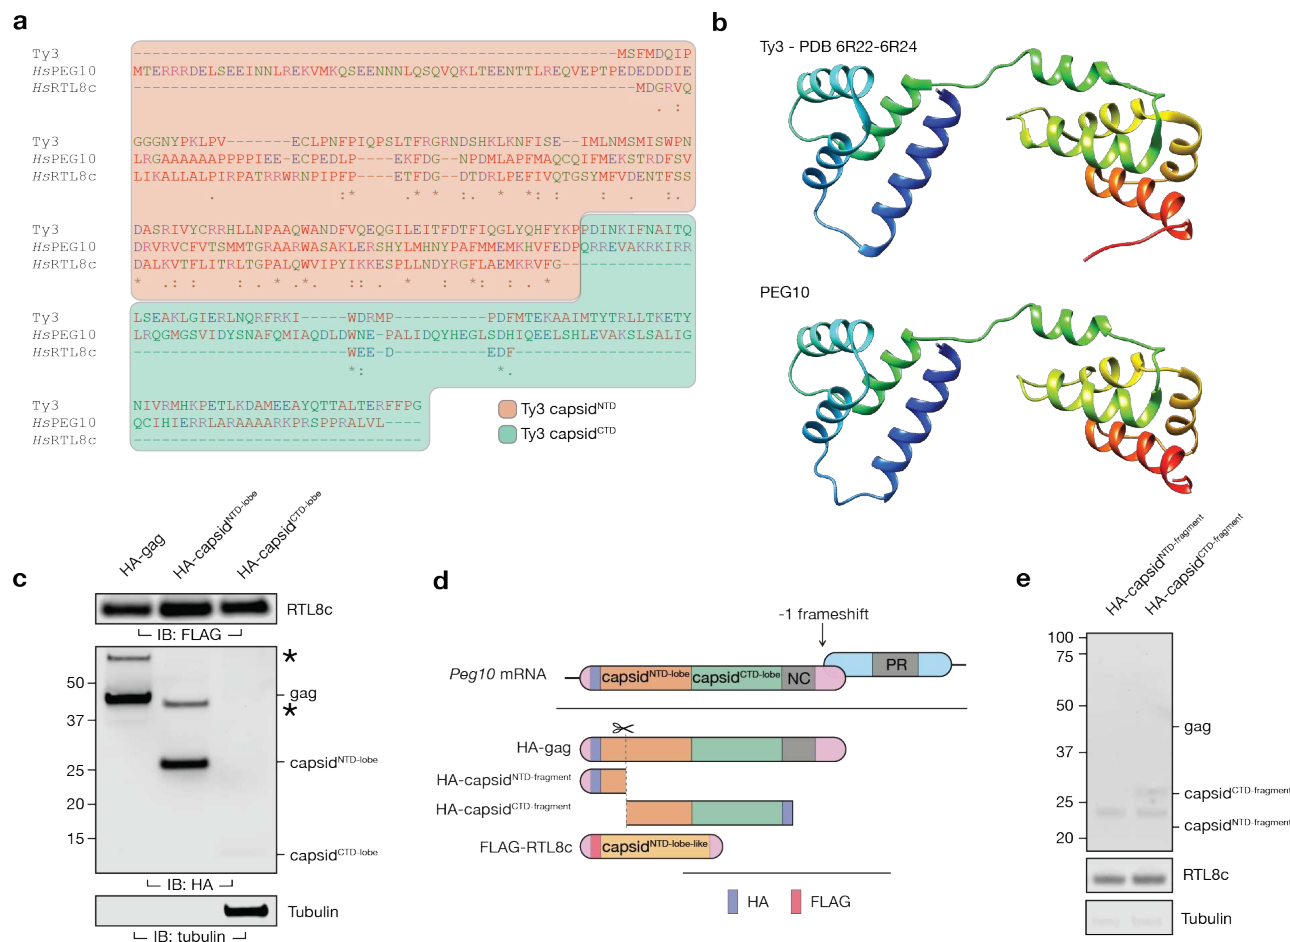 a
Ty3 ----------------------------------------------MSFMDQIP
HsPEG10 MTERRRDELSEEINNLREKVMKQSEENNNLQSQVQKLTEENTTLREQVEPTPEDEDDDIE
HsRTL8c ------------------------------------------------MDGRVQ
. :
Ty3 GGGNYPKLPV------ECLPNFPIQPSLTFRGRNDSHKLKNFISE--IMLNMSMISWPN
HsPEG10 LRGAAAAAAPPPPIEE-ECPEDLPEKFDG--NPDMLAPFMAQCQIFMEKSTRDFSV
HsRTL8c LIKALLALPIRPATRRWRNPIPFP----ETFDG--DTDRLPEFIVQTGSYMFVDENTFSS
Ty3 DASRIVYCRRHLLNPAAQWANDFVQEQGILEITFDTFIQGLYQHFYKPPDINKIFNAITQ
HsPEG10 DRVRVCFVTSMMTGRAARWASAKLERSHYLMHNYPAFMMEMKHVFEDPQRREVAKRKIRR
HsRTL8c DALKVTFLITRLTGPALQWVIPYIKKESPLLNDYRGFLAEMKRVFG--------------
Ty3 LSEAKLGIERLNQRFRKI-----WDRMP---------PDFMTEKAAIMTYTRLLTKETY
HsPEG10 LRQGMGSVIDYSNAFQMIAQDLDWNE-PALIDQYHEGLSDHIQEELSHLEVAKSLSALIG
HsRTL8c -----------------------WEE-D----------EDF-------------------
Ty3 NIVRMHKPETLKDAMEEAYQTTALTERFFPG
HsPEG10 QCIHIERRLARAAAARKPRSPPRALVL----
HsRTL8c -------------------------------
Ty3 capsidNTD
Ty3 capsidCTD
b
Ty3 - PDB 6R22-6R24
PEG10
c
HA-gag
HA-capsidNTD-lobe
HA-capsidCTD-lobe
RTL8c
IB: FLAG
*
50
gag
*
37
capsidNTD-lobe
25
20
15
capsidCTD-lobe
IB: HA
Tubulin
IB: tubulin
d
-1 frameshift
Peg10 mRNA
capsidNTD-lobe
capsidCTD-lobe
NC
PR
HA-gag
HA-capsidNTD-fragment
HA-capsidCTD-fragment
FLAG-RTL8c
capsidNTD-lobe-like
HA
FLAG
e
HA-capsidNTD-fragment
HA-capsidCTD-fragment
100
75
50
gag
37
25
capsidCTD-fragment
capsidNTD-fragment
20
RTL8c
Tubulin